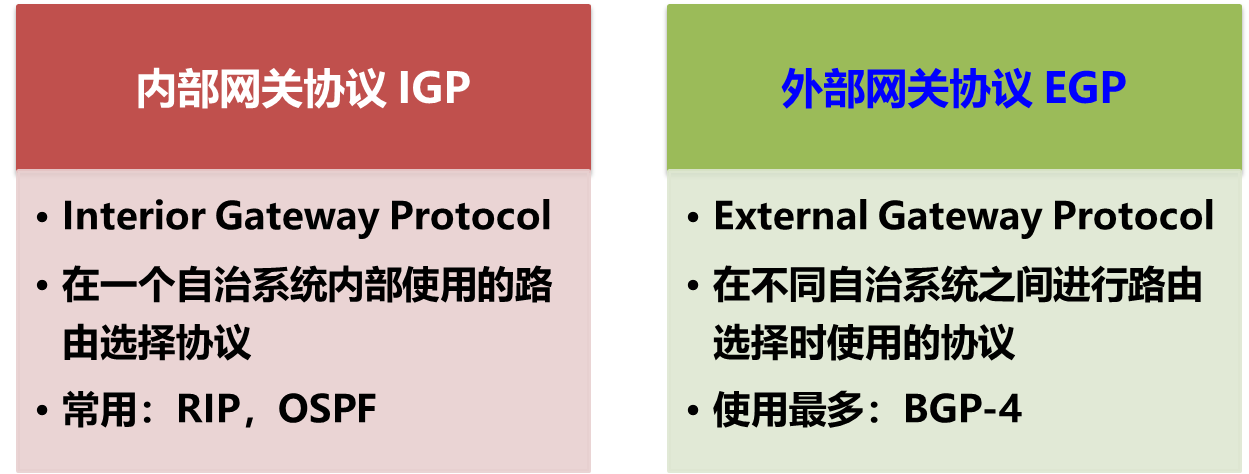 内部网关协议 IGP
• Interior Gateway Protocol
• 在一个自治系统内部使用的路
由选择协议
• 常用：RIP，OSPF
外部网关协议 EGP
• External Gateway Protocol
• 在不同自治系统之间进行路由
选择时使用的协议
• 使用最多：BGP-4